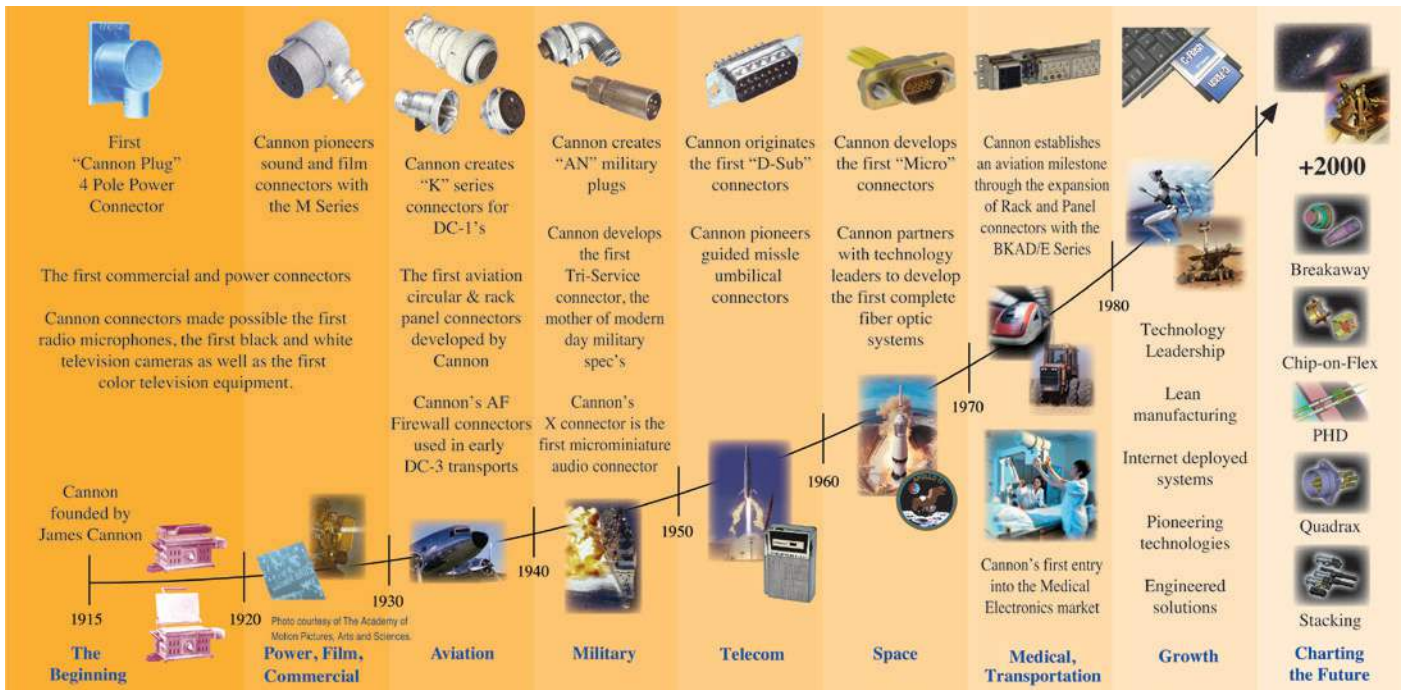 First
“Cannon Plug”
4 Pole Power
Connector
Cannon pioneers
sound and film
connectors with
the M Series
The first commercial and power connectors
Cannon connectors made possible the first
radio microphones, the first black and white
television cameras as well as the first
color television equipment.
Cannon
founded by
James Cannon
1915
1920
Photo courtesy of The Academy of
Motion Pictures, Arts and Sciences.
The
Beginning
Power, Film,
Commercial
Cannon creates
“K” series
connectors for
DC-1's
The first aviation
circular & rack
panel connectors
developed by
Cannon
Cannon's AF
Firewall connectors
used in early
DC-3 transports
1930
Aviation
Cannon creates
“AN” military
plugs
Cannon develops
the first
Tri-Service
connector, the
mother of modern
day military
spec's
Cannon's
X connector is the
first microminiature
audio connector
1940
Military
Cannon originates
the first “D-Sub”
connectors
Cannon pioneers
guided missle
umbilical
connectors
1950
Telecom
Cannon develops
the first “Micro”
connectors
Cannon partners
with technology
leaders to develop
the first complete
fiber optic
systems
1960
Space
Cannon establishes
an aviation milestone
through the expansion
of Rack and Panel
connectors with the
BKAD/E Series
1970
Cannon's first entry
into the Medical
Electronics market
Medical,
Transportation
C-Flash
C-Flash
1980
Technology
Leadership
Lean
manufacturing
Internet deployed
systems
Pioneering
technologies
Engineered
solutions
Growth
+2000
Breakaway
Chip-on-Flex
PHD
Quadrax
Stacking
Charting
the Future